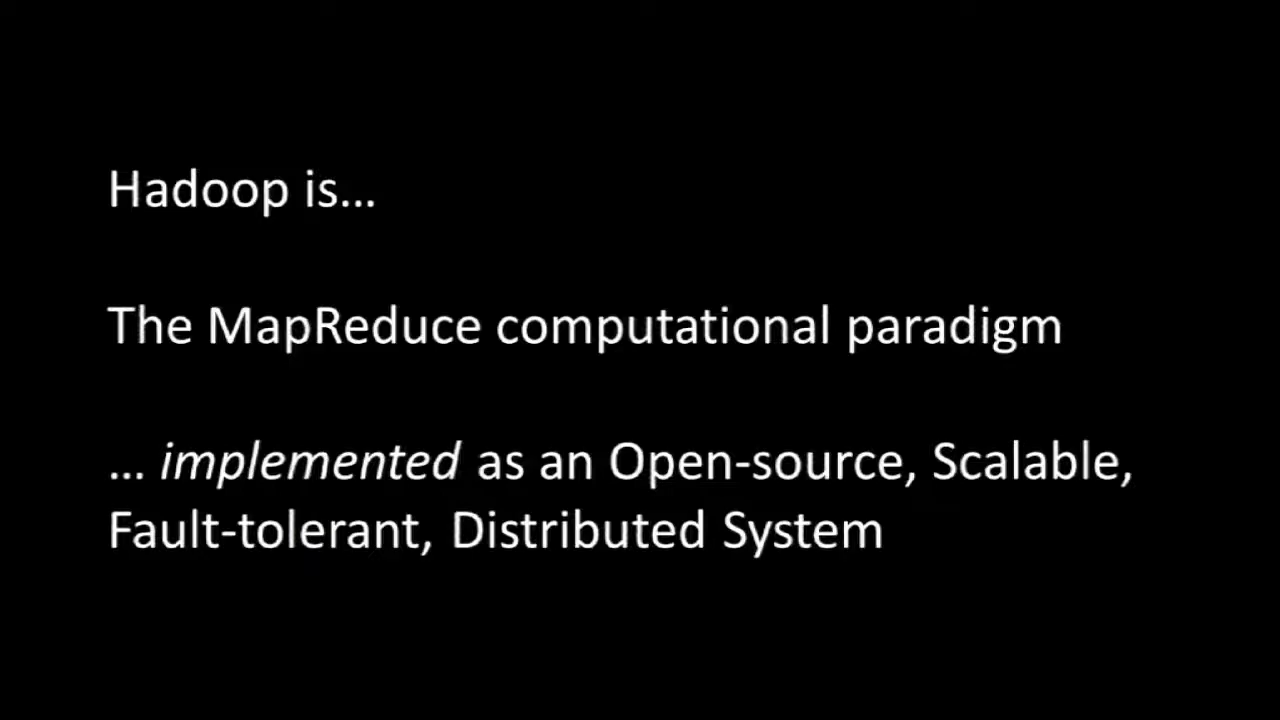 Hadoop is...
The MapReduce computational paradigm
... implemented as an Open-source, Scalable,
Fault-tolerant, Distributed System